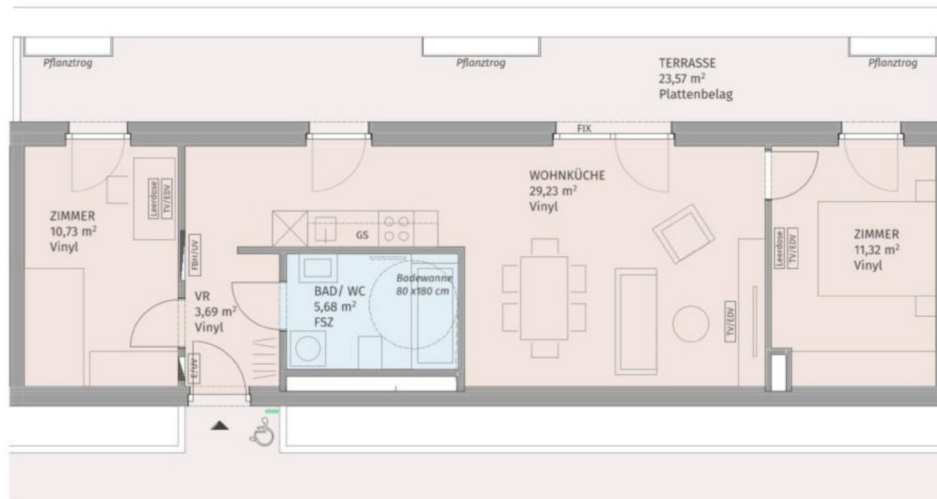 Pflanztrog
Pflanztrog
TERRASSE
23,57 m²
Plattenbelag
Pflanztrog
FIX
ZIMMER
10,73 m²
Vinyl
Leerdose
TV/EDV
FBH/UV
GS
WOHNKÜCHE
29,23 m²
Vinyl
Leerdose
TV/EDV
ZIMMER
11,32 m²
Vinyl
VR
3,69 m²
Vinyl
E/UV
BAD/ WC
5,68 m²
FSZ
Badewanne
80 x180 cm
TV/EDV